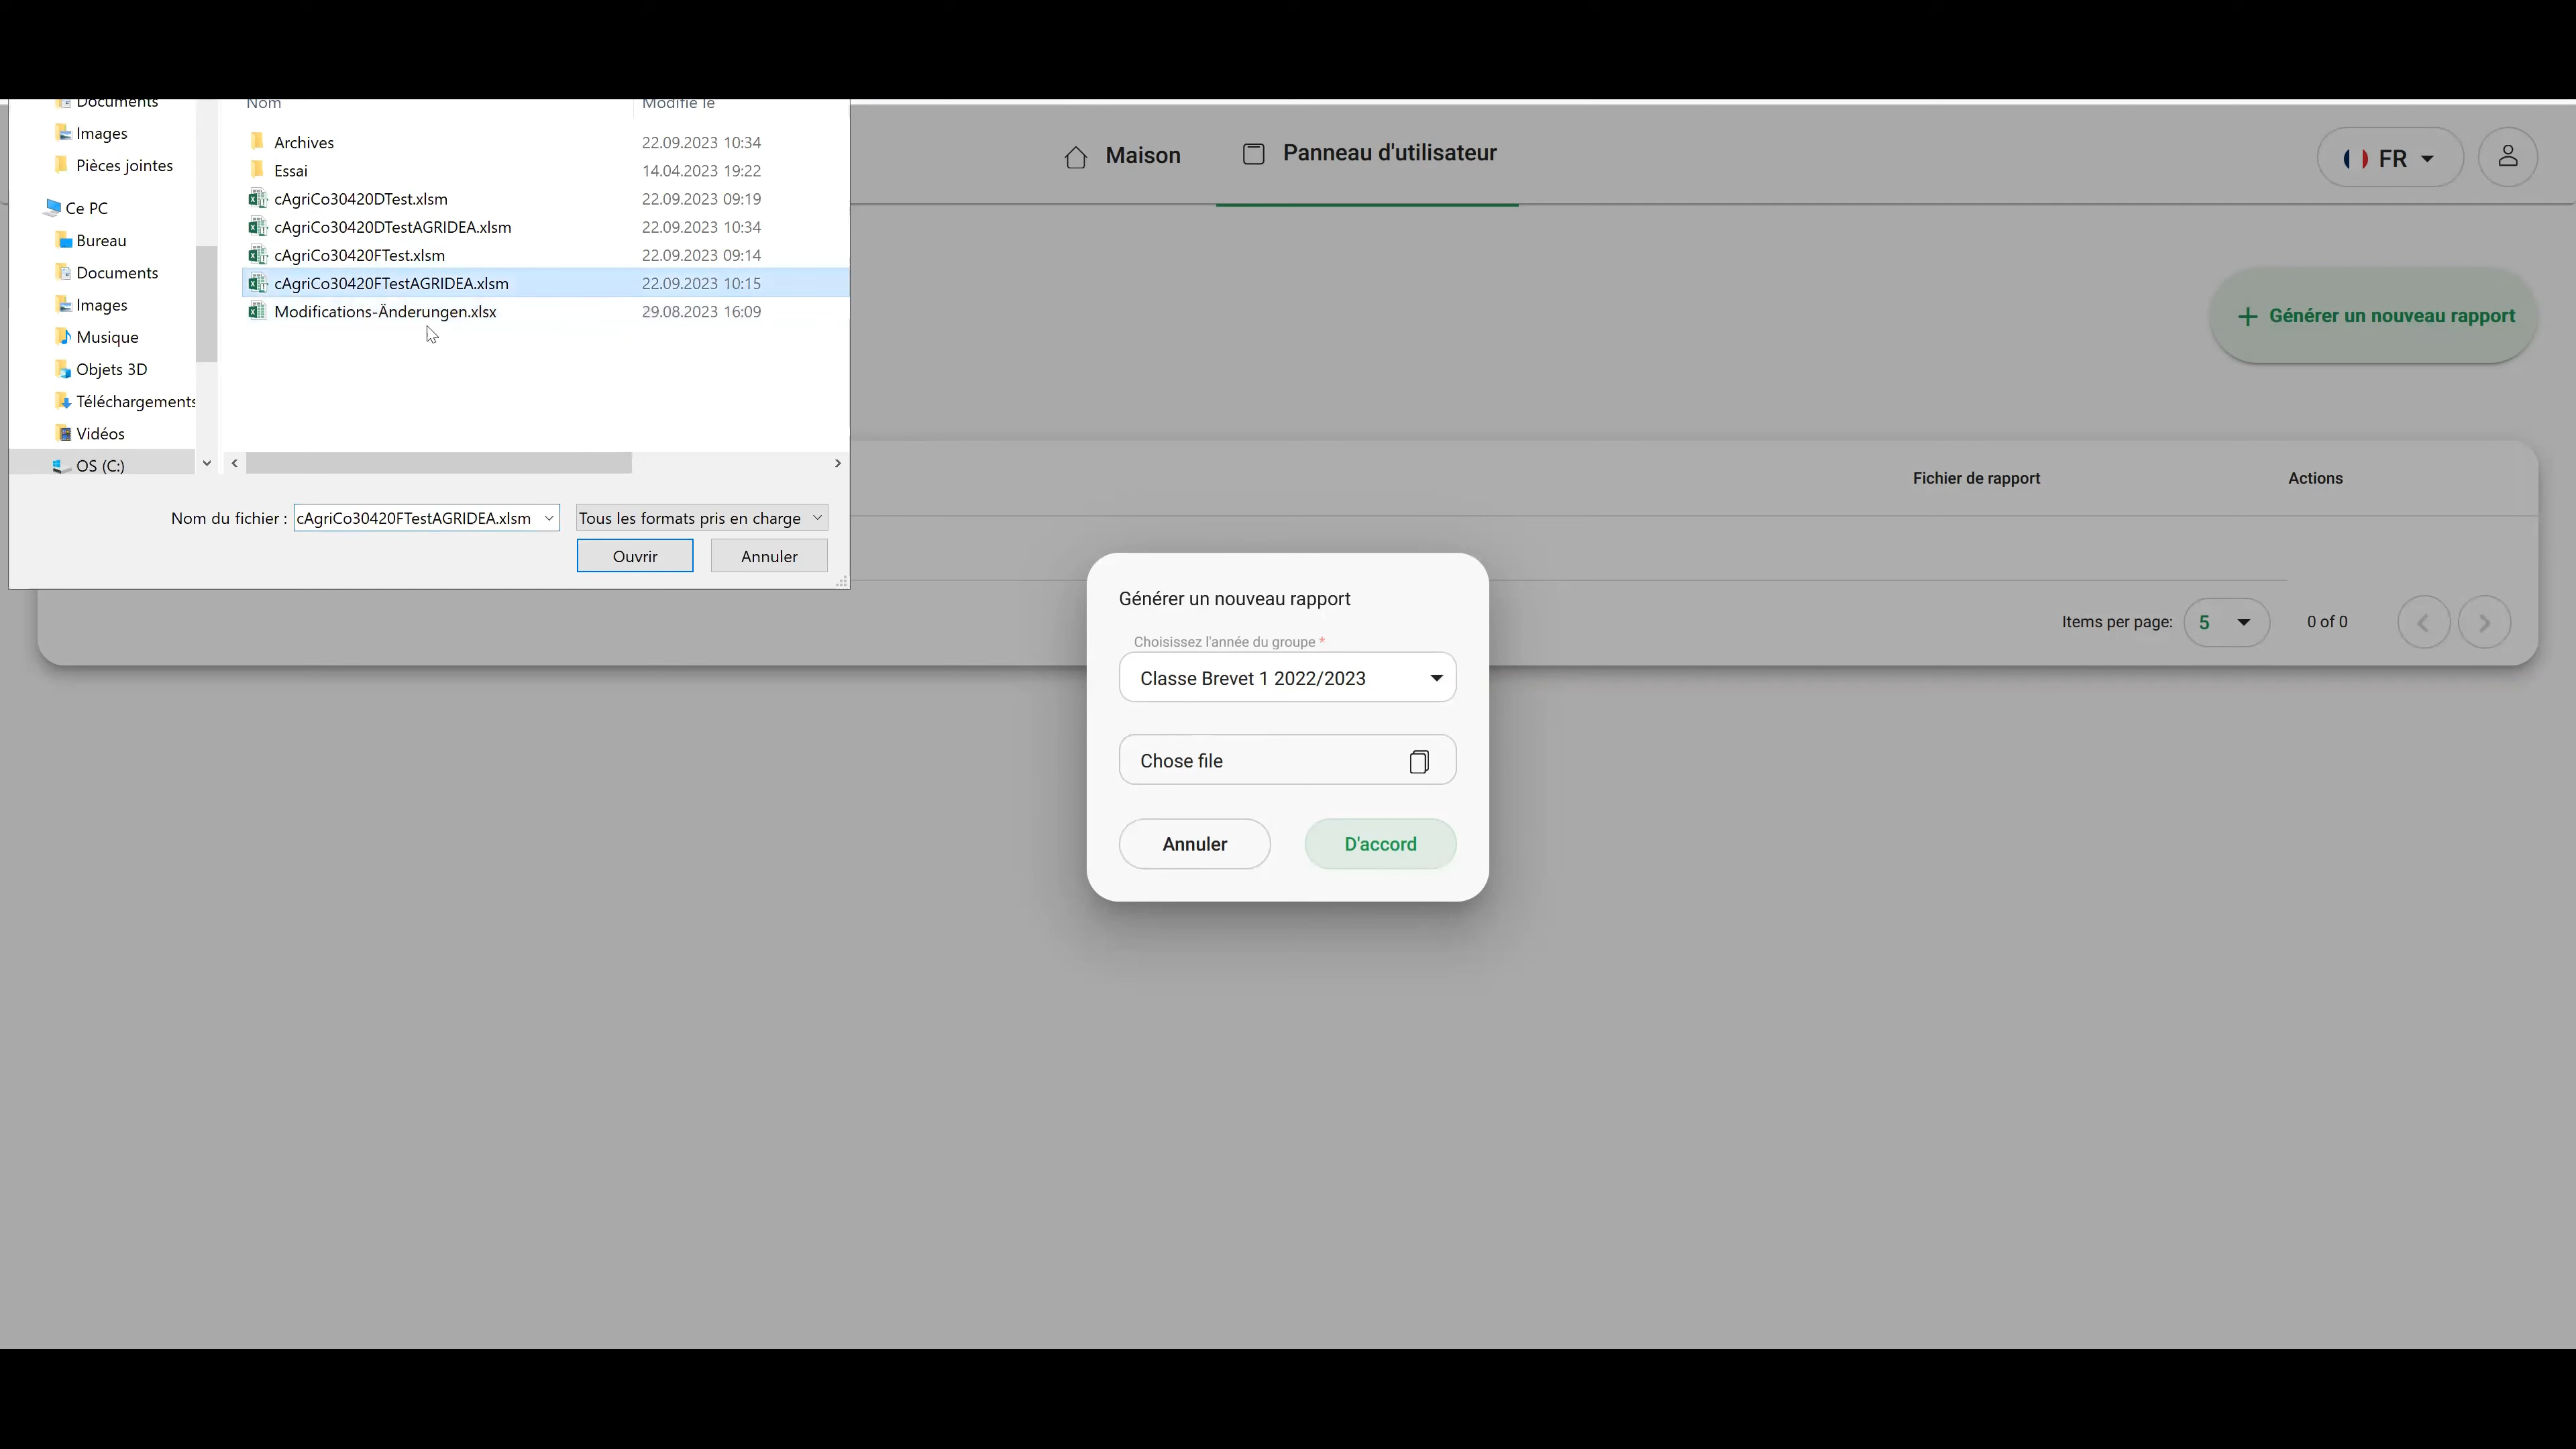 Documents
Images
Pièces jointes
Ce PC
Bureau
Documents
Images
Musique
Objets 3D
Téléchargements
Vidéos
OS (C:)
Nom Modifié le
Archives 22.09.2023 10:34
Essai 14.04.2023 19:22
cAgriCo30420DTest.xlsm 22.09.2023 09:19
cAgriCo30420DTestAGRIDEA.xlsm 22.09.2023 10:34
cAgriCo30420FTest.xlsm 22.09.2023 09:14
cAgriCo30420FTestAGRIDEA.xlsm 22.09.2023 10:15
Modifications-Änderungen.xlsx 29.08.2023 16:09
Nom du fichier : cAgriCo30420FTestAGRIDEA.xlsm Tous les formats pris en charge
Ouvrir Annuler
Maison Panneau d'utilisateur FR
+ Générer un nouveau rapport
Fichier de rapport Actions
Items per page: 5 0 of 0
Générer un nouveau rapport
Choisissez l'année du groupe *
Classe Brevet 1 2022/2023
Chose file
Annuler D'accord